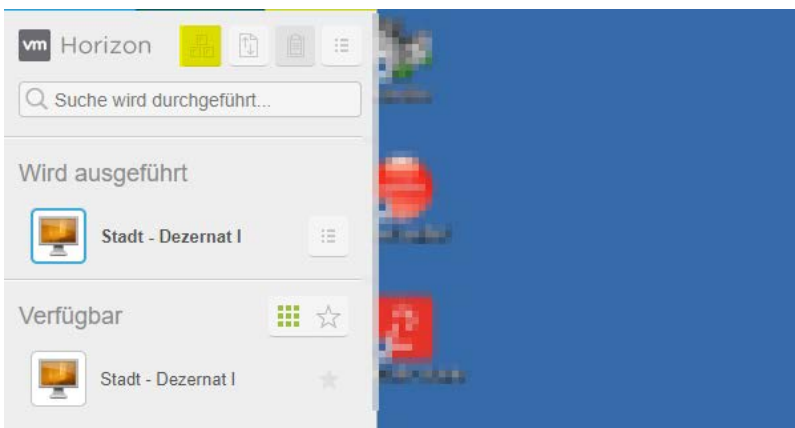 vm Horizon
Suche wird durchgeführt...
Wird ausgeführt
Stadt - Dezernat I
Verfügbar
Stadt - Dezernat I